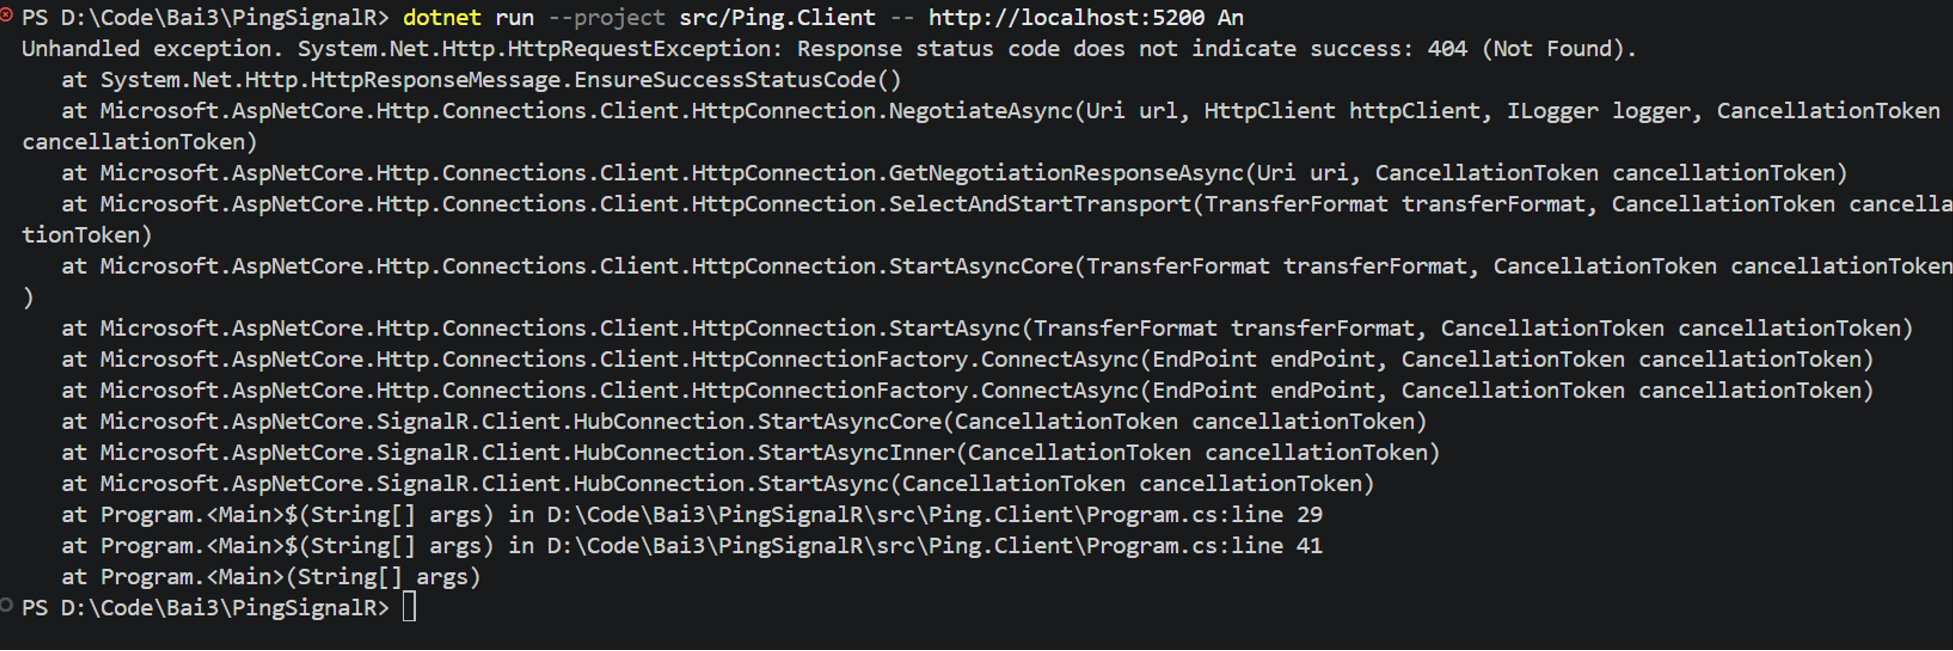 PS D:\Code\Bai3\PingSignalR> dotnet run --project src/Ping.Client -- http://localhost:5200 An
Unhandled exception. System.Net.Http.HttpRequestException: Response status code does not indicate success: 404 (Not Found).
   at System.Net.Http.HttpResponseMessage.EnsureSuccessStatusCode()
   at Microsoft.AspNetCore.Http.Connections.Client.HttpConnection.NegotiateAsync(Uri url, HttpClient httpClient, ILogger logger, CancellationToken
cancellationToken)
   at Microsoft.AspNetCore.Http.Connections.Client.HttpConnection.GetNegotiationResponseAsync(Uri uri, CancellationToken cancellationToken)
   at Microsoft.AspNetCore.Http.Connections.Client.HttpConnection.SelectAndStartTransport(TransferFormat transferFormat, CancellationToken cancella
tionToken)
   at Microsoft.AspNetCore.Http.Connections.Client.HttpConnection.StartAsyncCore(TransferFormat transferFormat, CancellationToken cancellationToken
)
   at Microsoft.AspNetCore.Http.Connections.Client.HttpConnection.StartAsync(TransferFormat transferFormat, CancellationToken cancellationToken)
   at Microsoft.AspNetCore.Http.Connections.Client.HttpConnectionFactory.ConnectAsync(EndPoint endPoint, CancellationToken cancellationToken)
   at Microsoft.AspNetCore.Http.Connections.Client.HttpConnectionFactory.ConnectAsync(EndPoint endPoint, CancellationToken cancellationToken)
   at Microsoft.AspNetCore.SignalR.Client.HubConnection.StartAsyncCore(CancellationToken cancellationToken)
   at Microsoft.AspNetCore.SignalR.Client.HubConnection.StartAsyncInner(CancellationToken cancellationToken)
   at Microsoft.AspNetCore.SignalR.Client.HubConnection.StartAsync(CancellationToken cancellationToken)
   at Program.<Main>$(String[] args) in D:\Code\Bai3\PingSignalR\src\Ping.Client\Program.cs:line 29
   at Program.<Main>$(String[] args) in D:\Code\Bai3\PingSignalR\src\Ping.Client\Program.cs:line 41
   at Program.<Main>(String[] args)
PS D:\Code\Bai3\PingSignalR>